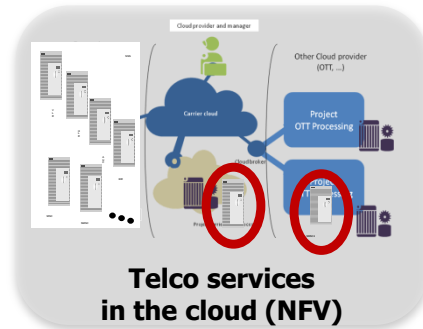 Cloud provider and manager
Other Cloud provider
(OTT, ...)
Carrier cloud
Project
OTT Processing
Cloudbroker
Telco services
in the cloud (NFV)